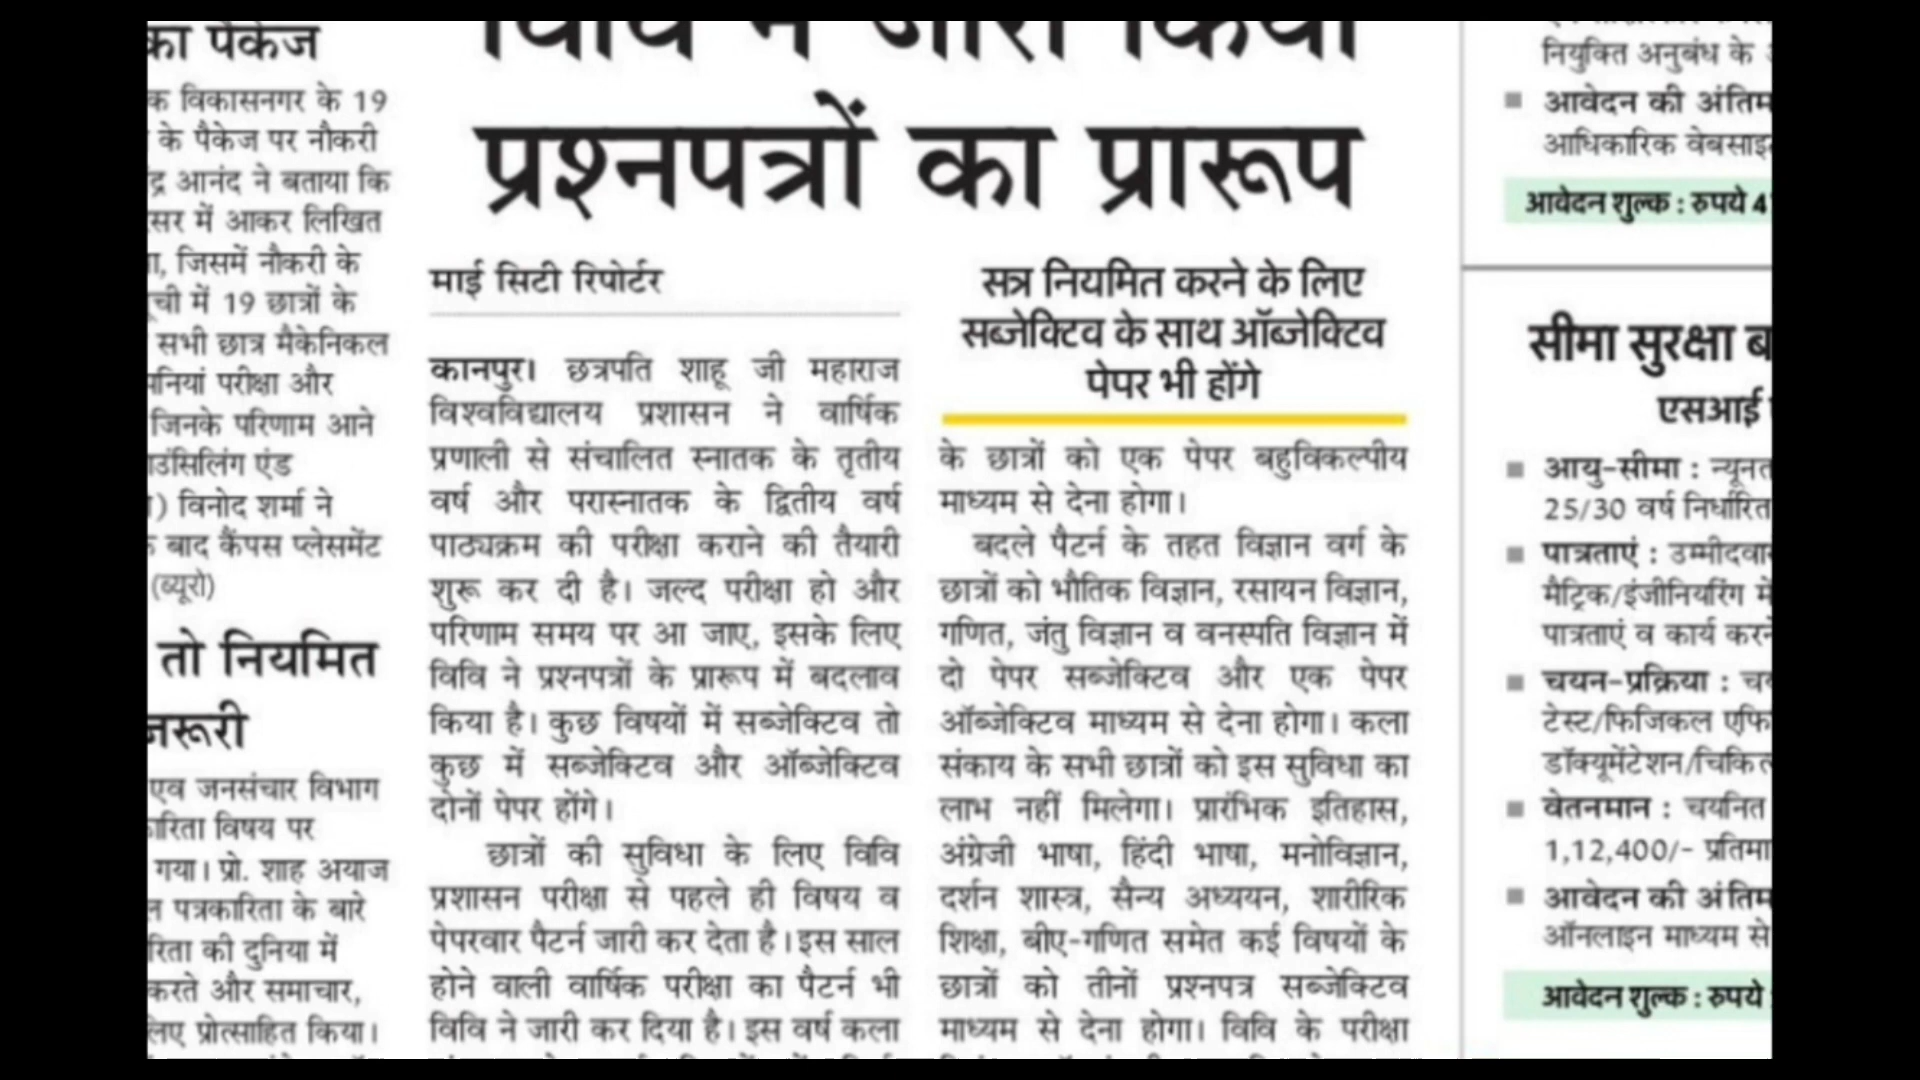 का पैकेज
क विकासनगर के 19
के पैकेज पर नौकरी
द्र आनंद ने बताया कि
सर में आकर लिखित
ा, जिसमें नौकरी के
ची में 19 छात्रों के
सभी छात्र मैकेनिकल
परीक्षा और
जिनके परिणाम आने
उंसिलिंग एंड
) विनोद शर्मा ने
बाद कैंपस प्लेसमेंट
(ब्यूरो)
तो नियमित
जरूरी
एव जनसंचार विभाग
ारिता विषय पर
गया। प्रो. शाह अयाज
पत्रकारिता के बारे
रिता की दुनिया में
करते और समाचार,
लिए प्रोत्साहित किया।
विवि ने जारी किया
प्रश्नपत्रों का प्रारूप
माई सिटी रिपोर्टर
कानपुर। छत्रपति शाहू जी महाराज
विश्वविद्यालय प्रशासन ने वार्षिक
प्रणाली से संचालित स्नातक के तृतीय
वर्ष और परास्नातक के द्वितीय वर्ष
पाठ्यक्रम की परीक्षा कराने की तैयारी
शुरू कर दी है। जल्द परीक्षा हो और
परिणाम समय पर आ जाए, इसके लिए
विवि ने प्रश्नपत्रों के प्रारूप में बदलाव
किया है। कुछ विषयों में सब्जेक्टिव तो
कुछ में सब्जेक्टिव और ऑब्जेक्टिव
दोनों पेपर होंगे।
छात्रों की सुविधा के लिए विवि
प्रशासन परीक्षा से पहले ही विषय व
पेपरवार पैटर्न जारी कर देता है। इस साल
होने वाली वार्षिक परीक्षा का पैटर्न भी
विवि ने जारी कर दिया है। इस वर्ष कला
सत्र नियमित करने के लिए
सब्जेक्टिव के साथ ऑब्जेक्टिव
पेपर भी होंगे
के छात्रों को एक पेपर बहुविकल्पीय
माध्यम से देना होगा।
बदले पैटर्न के तहत विज्ञान वर्ग के
छात्रों को भौतिक विज्ञान, रसायन विज्ञान,
गणित, जंतु विज्ञान व वनस्पति विज्ञान में
दो पेपर सब्जेक्टिव और एक पेपर
ऑब्जेक्टिव माध्यम से देना होगा। कला
संकाय के सभी छात्रों को इस सुविधा का
लाभ नहीं मिलेगा। प्रारंभिक इतिहास,
अंग्रेजी भाषा, हिंदी भाषा, मनोविज्ञान,
दर्शन शास्त्र, सैन्य अध्ययन, शारीरिक
शिक्षा, बीए-गणित समेत कई विषयों के
छात्रों को तीनों प्रश्नपत्र सब्जेक्टिव
माध्यम से देना होगा। विवि के परीक्षा
नियुक्ति अनुबंध के
आवेदन की अंतिम
आधिकारिक वेबसाइ
आवेदन शुल्क : रुपये 4
सीमा सुरक्षा ब
एसआई
आयु-सीमा : न्यूनत
25/30 वर्ष निर्धारित
पात्रताएं : उम्मीदवा
मैट्रिक/इंजीनियरिंग में
पात्रताएं व कार्य करने
चयन-प्रक्रिया : च
टेस्ट/फिजिकल एफि
डॉक्यूमेंटेशन/चिकित्
वेतनमान : चयनित
1,12,400/- प्रतिमा
आवेदन की अंतिम
ऑनलाइन माध्यम से
आवेदन शुल्क : रुपये